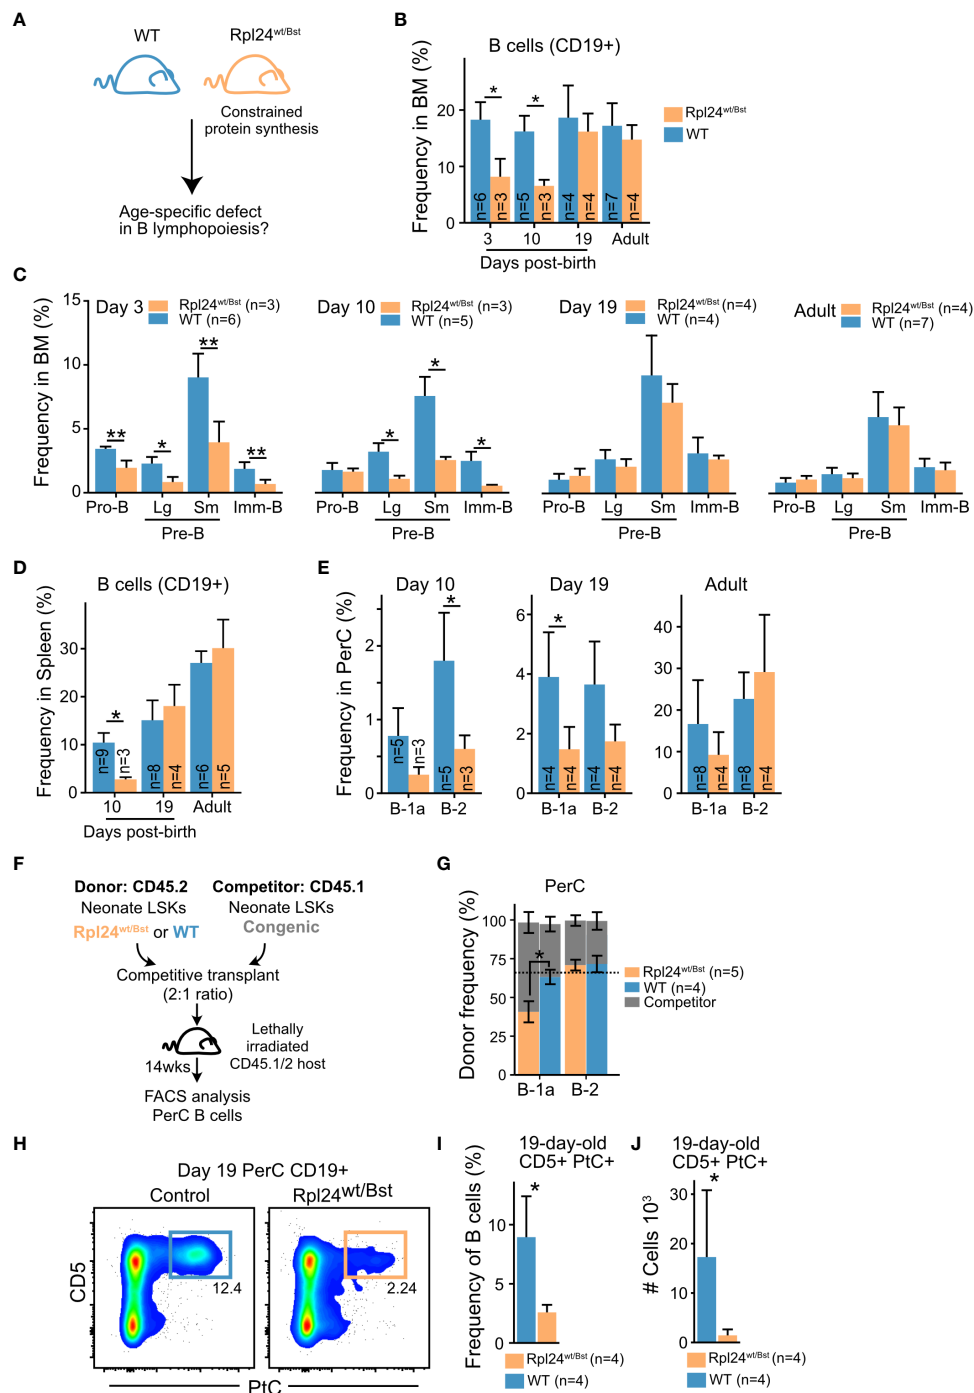 A
WT
Rpl24wt/Bst
Constrained
protein synthesis
Age-specific defect
in B lymphopoiesis?
B
B cells (CD19+)
Frequency in BM (%)
20
10
0
*
*
n=6
n=3
n=5
n=3
n=4
n=4
n=7
n=4
3
10
19
Adult
Days post-birth
Rpl24wt/Bst
WT
C
Frequency in BM (%)
15
10
5
0
Day 3
Rpl24wt/Bst (n=3)
WT (n=6)
**
*
**
**
Pro-B
Lg
Sm
Imm-B
Pre-B
Day 10
Rpl24wt/Bst (n=3)
WT (n=5)
*
*
*
Pro-B
Lg
Sm
Imm-B
Pre-B
Day 19
Rpl24wt/Bst (n=4)
WT (n=4)
Pro-B
Lg
Sm
Imm-B
Pre-B
Adult
Rpl24wt/Bst (n=4)
WT (n=7)
Pro-B
Lg
Sm
Imm-B
Pre-B
D
B cells (CD19+)
Frequency in Spleen (%)
30
20
10
0
*
n=9
n=3
n=8
n=4
n=6
n=5
10
19
Adult
Days post-birth
E
Frequency in PerC (%)
Day 10
2
1
0
*
n=5
n=3
n=5
n=3
B-1a
B-2
Day 19
6
4
2
0
*
n=4
n=4
n=4
n=4
B-1a
B-2
Adult
40
30
20
10
0
n=8
n=4
n=8
n=4
B-1a
B-2
F
Donor: CD45.2
Neonate LSKs
Rpl24wt/Bst or WT
Competitor: CD45.1
Neonate LSKs
Congenic
Competitive transplant
(2:1 ratio)
Lethally
irradiated
CD45.1/2 host
14wks
FACS analysis
PerC B cells
G
PerC
Donor frequency (%)
100
75
50
25
0
*
B-1a
B-2
Rpl24wt/Bst (n=5)
WT (n=4)
Competitor
H
Day 19 PerC CD19+
Control
Rpl24wt/Bst
CD5
12.4
2.24
PtC
I
19-day-old
CD5+ PtC+
Frequency of B cells (%)
10
5
0
*
Rpl24wt/Bst (n=4)
WT (n=4)
J
19-day-old
CD5+ PtC+
# Cells 10³
30
20
10
0
*
Rpl24wt/Bst (n=4)
WT (n=4)